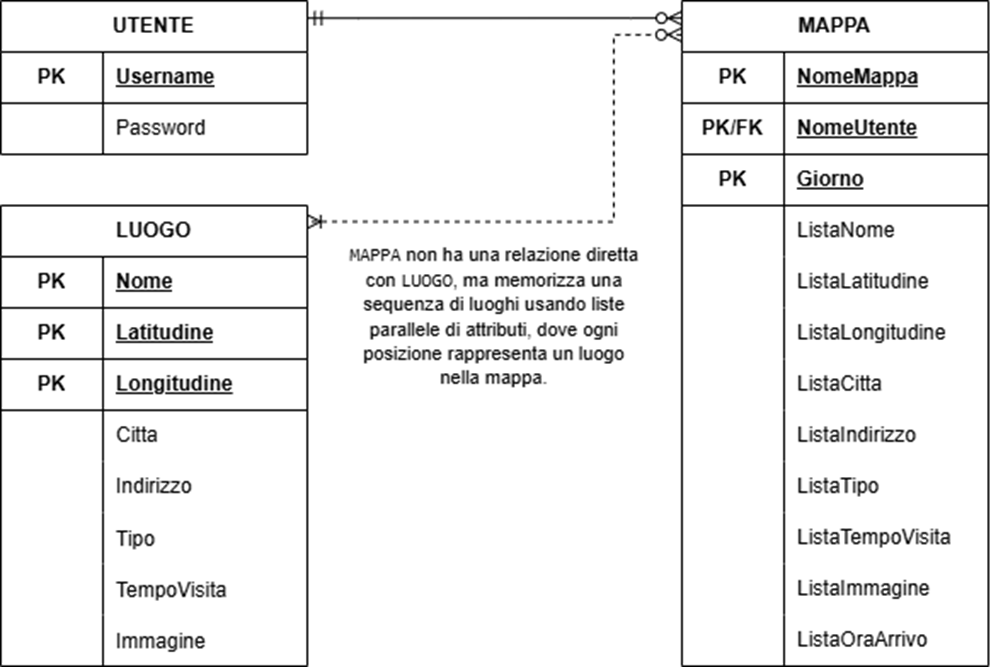 UTENTE
PK Username
Password
LUOGO
PK Nome
PK Latitudine
PK Longitudine
Citta
Indirizzo
Tipo
TempoVisita
Immagine
MAPPA non ha una relazione diretta
con LUOGO, ma memorizza una
sequenza di luoghi usando liste
parallele di attributi, dove ogni
posizione rappresenta un luogo
nella mappa.
MAPPA
PK NomeMappa
PK/FK NomeUtente
PK Giorno
ListaNome
ListaLatitudine
ListaLongitudine
ListaCitta
ListaIndirizzo
ListaTipo
ListaTempoVisita
ListaImmagine
ListaOraArrivo